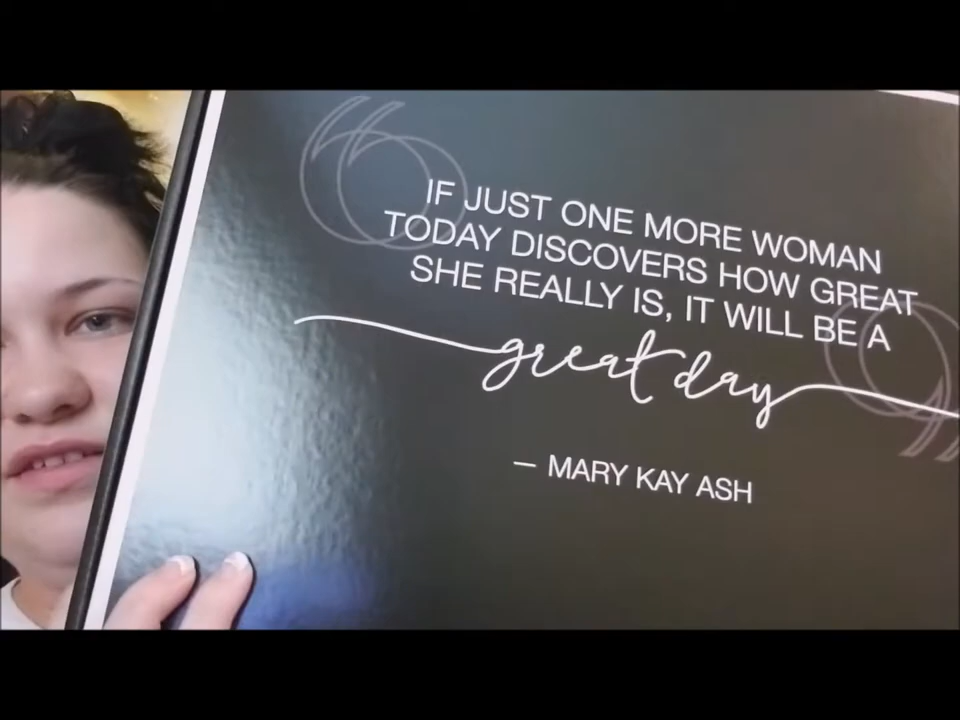 IF JUST ONE MORE WOMAN
TODAY DISCOVERS HOW GREAT
SHE REALLY IS, IT WILL BE A
great day
— MARY KAY ASH